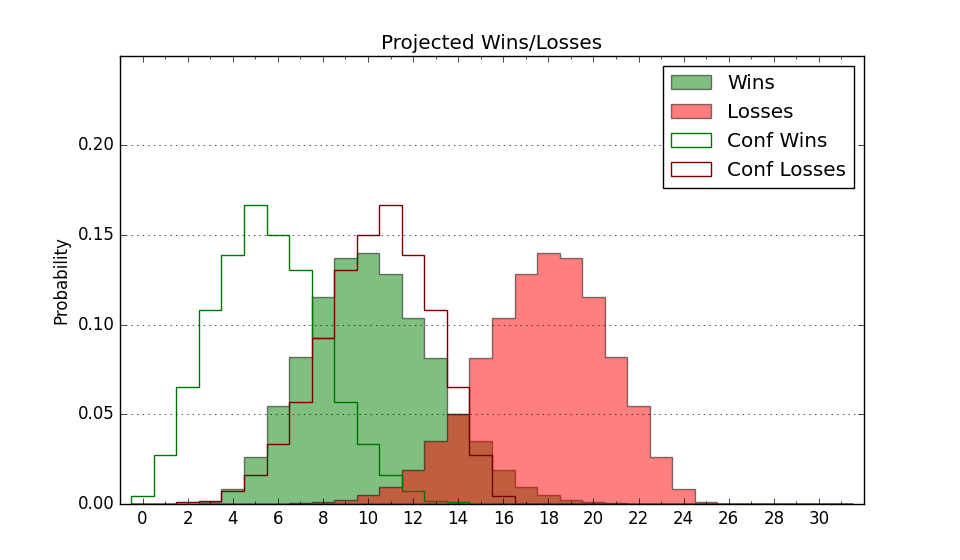 Projected Wins/Losses
Wins
Losses
Conf Wins
Conf Losses
Probability
0.20
0.15
0.10
0.05
0.00
0 2 4 6 8 10 12 14 16 18 20 22 24 26 28 30